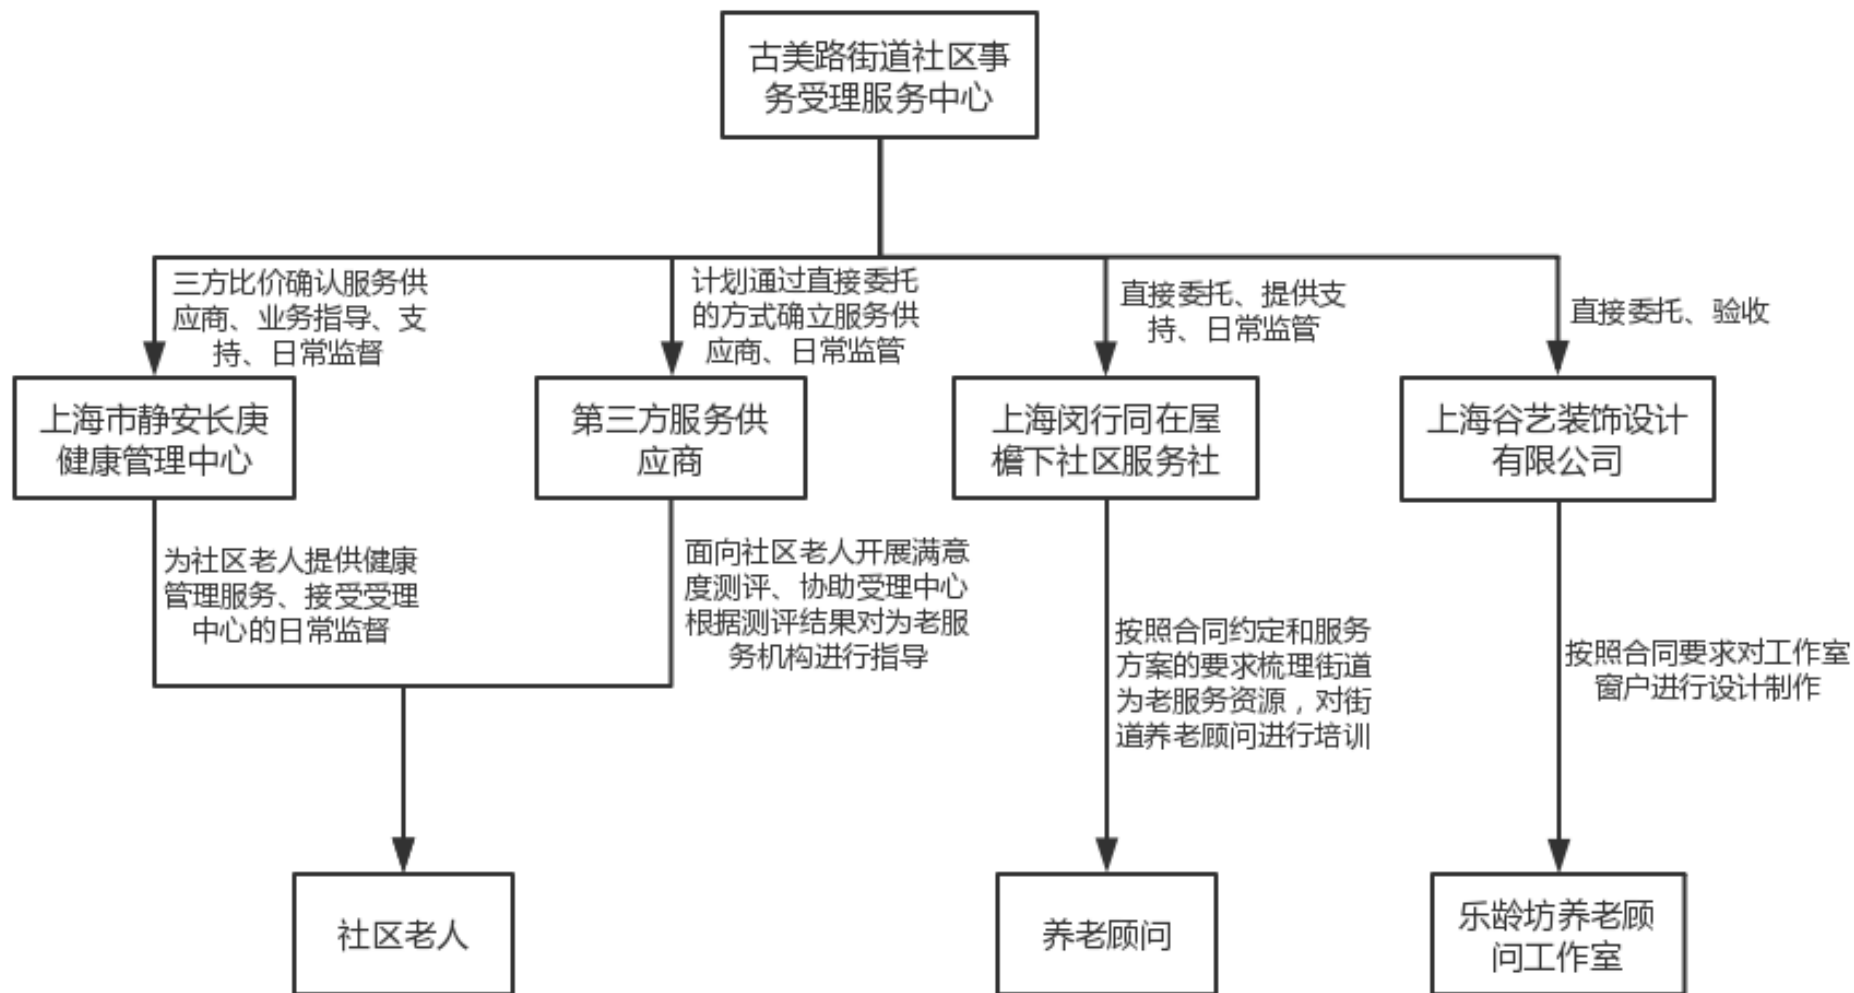 古美路街道社区事
务受理服务中心
三方比价确认服务供
应商、业务指导、支
持、日常监督
计划通过直接委托
的方式确立服务供
应商、日常监管
直接委托、提供支
持、日常监管
直接委托、验收
上海市静安长庚
健康管理中心
第三方服务供
应商
上海闵行同在屋
檐下社区服务社
上海谷艺装饰设计
有限公司
为社区老人提供健康
管理服务、接受受理
中心的日常监督
面向社区老人开展满意
度测评、协助受理中心
根据测评结果对为老服
务机构进行指导
按照合同约定和服务
方案的要求梳理街道
为老服务资源，对街
道养老顾问进行培训
按照合同要求对工作室
窗户进行设计制作
社区老人
养老顾问
乐龄坊养老顾
问工作室